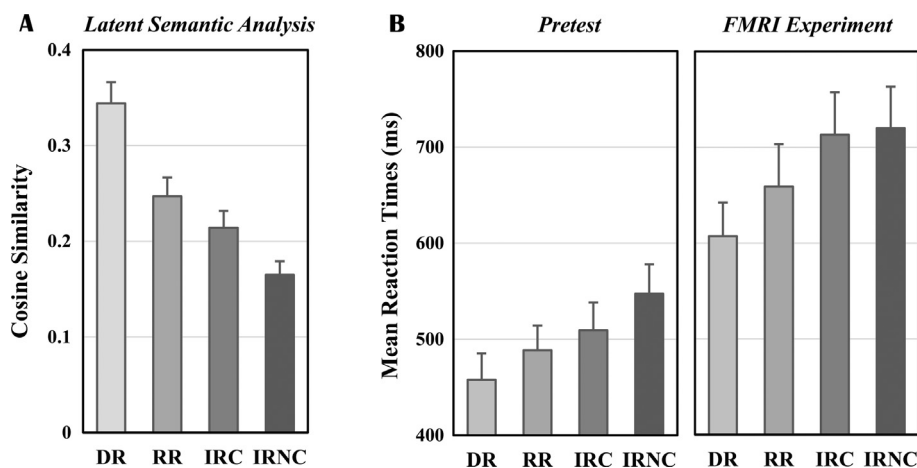 A Latent Semantic Analysis
Cosine Similarity
0.4
0.3
0.2
0.1
0
DR RR IRC IRNC
B Pretest FMRI Experiment
Mean Reaction Times (ms)
800
700
600
500
400
DR RR IRC IRNC DR RR IRC IRNC